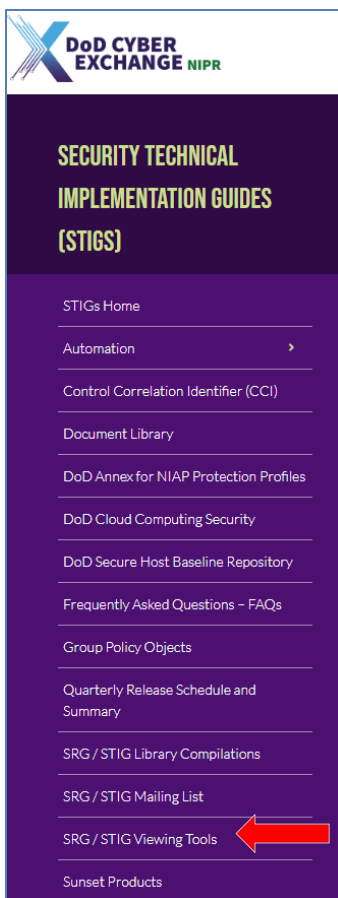 DoD CYBER
EXCHANGE NIPR
SECURITY TECHNICAL
IMPLEMENTATION GUIDES
(STIGS)
STIGs Home
Automation >
Control Correlation Identifier (CCI)
Document Library
DoD Annex for NIAP Protection Profiles
DoD Cloud Computing Security
DoD Secure Host Baseline Repository
Frequently Asked Questions – FAQs
Group Policy Objects
Quarterly Release Schedule and
Summary
SRG / STIG Library Compilations
SRG / STIG Mailing List
SRG / STIG Viewing Tools
Sunset Products